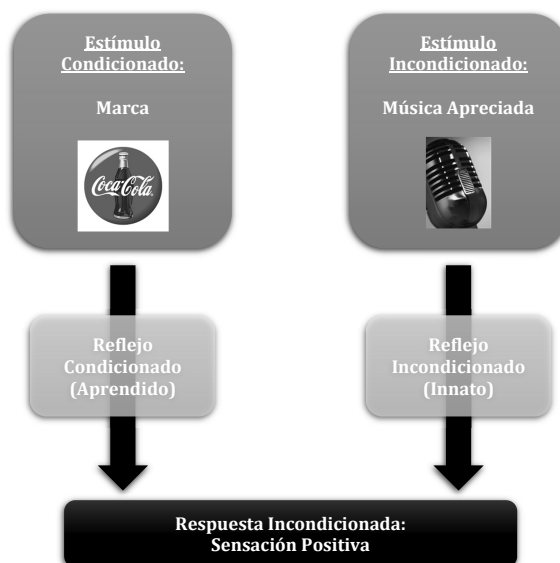 Estímulo
Condicionado:
Marca
Coca-Cola
Estímulo
Incondicionado:
Música Apreciada
Reflejo
Condicionado
(Aprendido)
Reflejo
Incondicionado
(Innato)
Respuesta Incondicionada:
Sensación Positiva